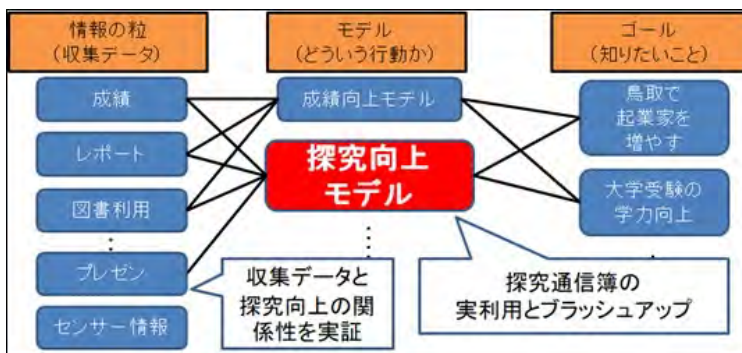 情報の粒
(収集データ)
モデル
(どういう行動か)
ゴール
(知りたいこと)
成績
レポート
図書利用
⋮
プレゼン
センサー情報
成績向上モデル
探究向上
モデル
⋮
鳥取で
起業家を
増やす
大学受験の
学力向上
収集データと
探究向上の関
係性を実証
探究通信簿の
実利用とブラッシュアップ